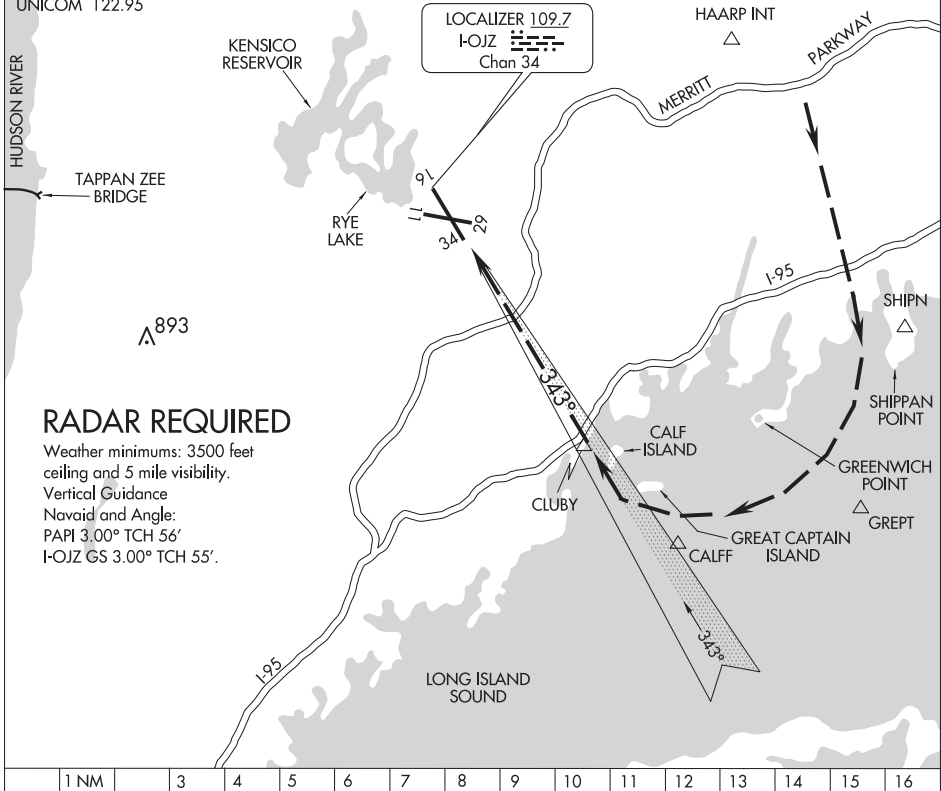 UNICOM 122.95
LOCALIZER 109.7
I-OJZ
Chan 34
HAARP INT
KENSICO
RESERVOIR
HUDSON RIVER
MERRITT
PARKWAY
TAPPAN ZEE
BRIDGE
RYE
LAKE
16
11
29
34
I-95
SHIPN
893
343°
SHIPPAN
POINT
RADAR REQUIRED
Weather minimums: 3500 feet
ceiling and 5 mile visibility.
Vertical Guidance
Navaid and Angle:
PAPI 3.00° TCH 56'
I-OJZ GS 3.00° TCH 55'.
CALF
ISLAND
GREENWICH
POINT
CLUBY
GREPT
GREAT CAPTAIN
ISLAND
CALFF
343°
I-95
LONG ISLAND
SOUND
1 NM 3 4 5 6 7 8 9 10 11 12 13 14 15 16